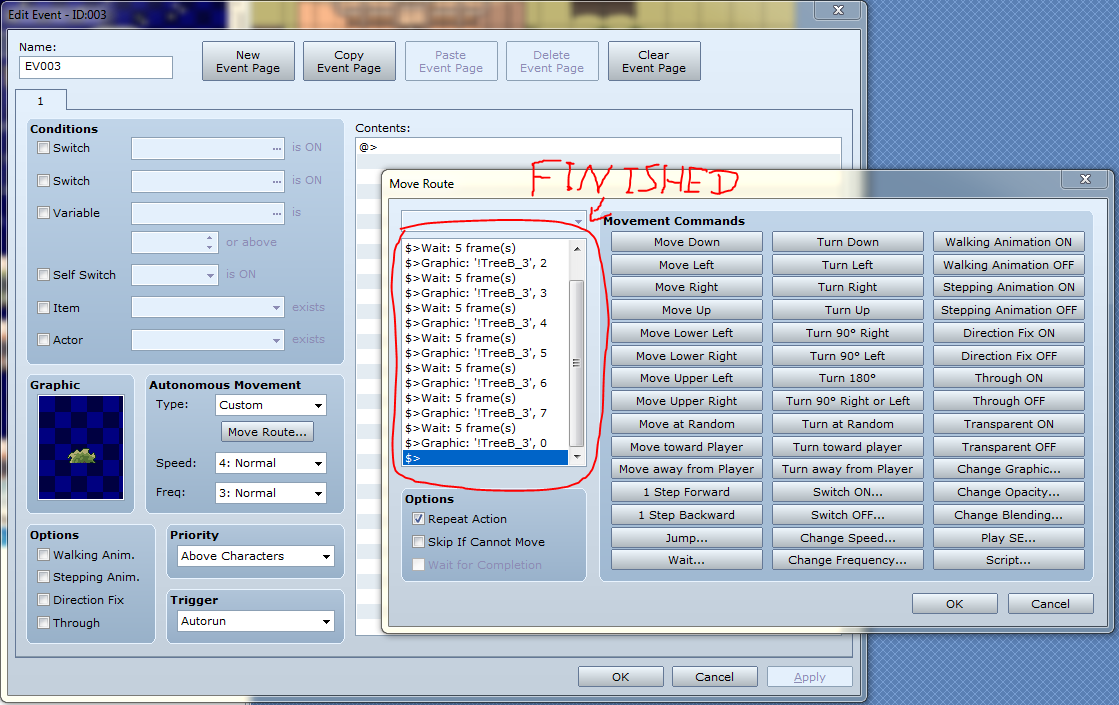 Edit Event - ID:003
Name:
EV003
New Event Page
Copy Event Page
Paste Event Page
Delete Event Page
Clear Event Page
1
Conditions
Switch ... is ON
Switch ... is ON
Variable ... is
or above
Self Switch is ON
Item exists
Actor exists
Graphic
Autonomous Movement
Type: Custom
Move Route...
Speed: 4: Normal
Freq: 3: Normal
Options
Walking Anim.
Stepping Anim.
Direction Fix
Through
Priority
Above Characters
Trigger
Autorun
Contents:
@>
OK Cancel Apply
Move Route
FINISHED
$>Wait: 5 frame(s)
$>Graphic: '!TreeB_3', 2
$>Wait: 5 frame(s)
$>Graphic: '!TreeB_3', 3
$>Wait: 5 frame(s)
$>Graphic: '!TreeB_3', 4
$>Wait: 5 frame(s)
$>Graphic: '!TreeB_3', 5
$>Wait: 5 frame(s)
$>Graphic: '!TreeB_3', 6
$>Wait: 5 frame(s)
$>Graphic: '!TreeB_3', 7
$>Wait: 5 frame(s)
$>Graphic: '!TreeB_3', 0
$>
Options
Repeat Action
Skip If Cannot Move
Wait for Completion
Movement Commands
Move Down Turn Down Walking Animation ON
Move Left Turn Left Walking Animation OFF
Move Right Turn Right Stepping Animation ON
Move Up Turn Up Stepping Animation OFF
Move Lower Left Turn 90° Right Direction Fix ON
Move Lower Right Turn 90° Left Direction Fix OFF
Move Upper Left Turn 180° Through ON
Move Upper Right Turn 90° Right or Left Through OFF
Move at Random Turn at Random Transparent ON
Move toward Player Turn toward player Transparent OFF
Move away from Player Turn away from Player Change Graphic...
1 Step Forward Switch ON... Change Opacity...
1 Step Backward Switch OFF... Change Blending...
Jump... Change Speed... Play SE...
Wait... Change Frequency... Script...
OK Cancel